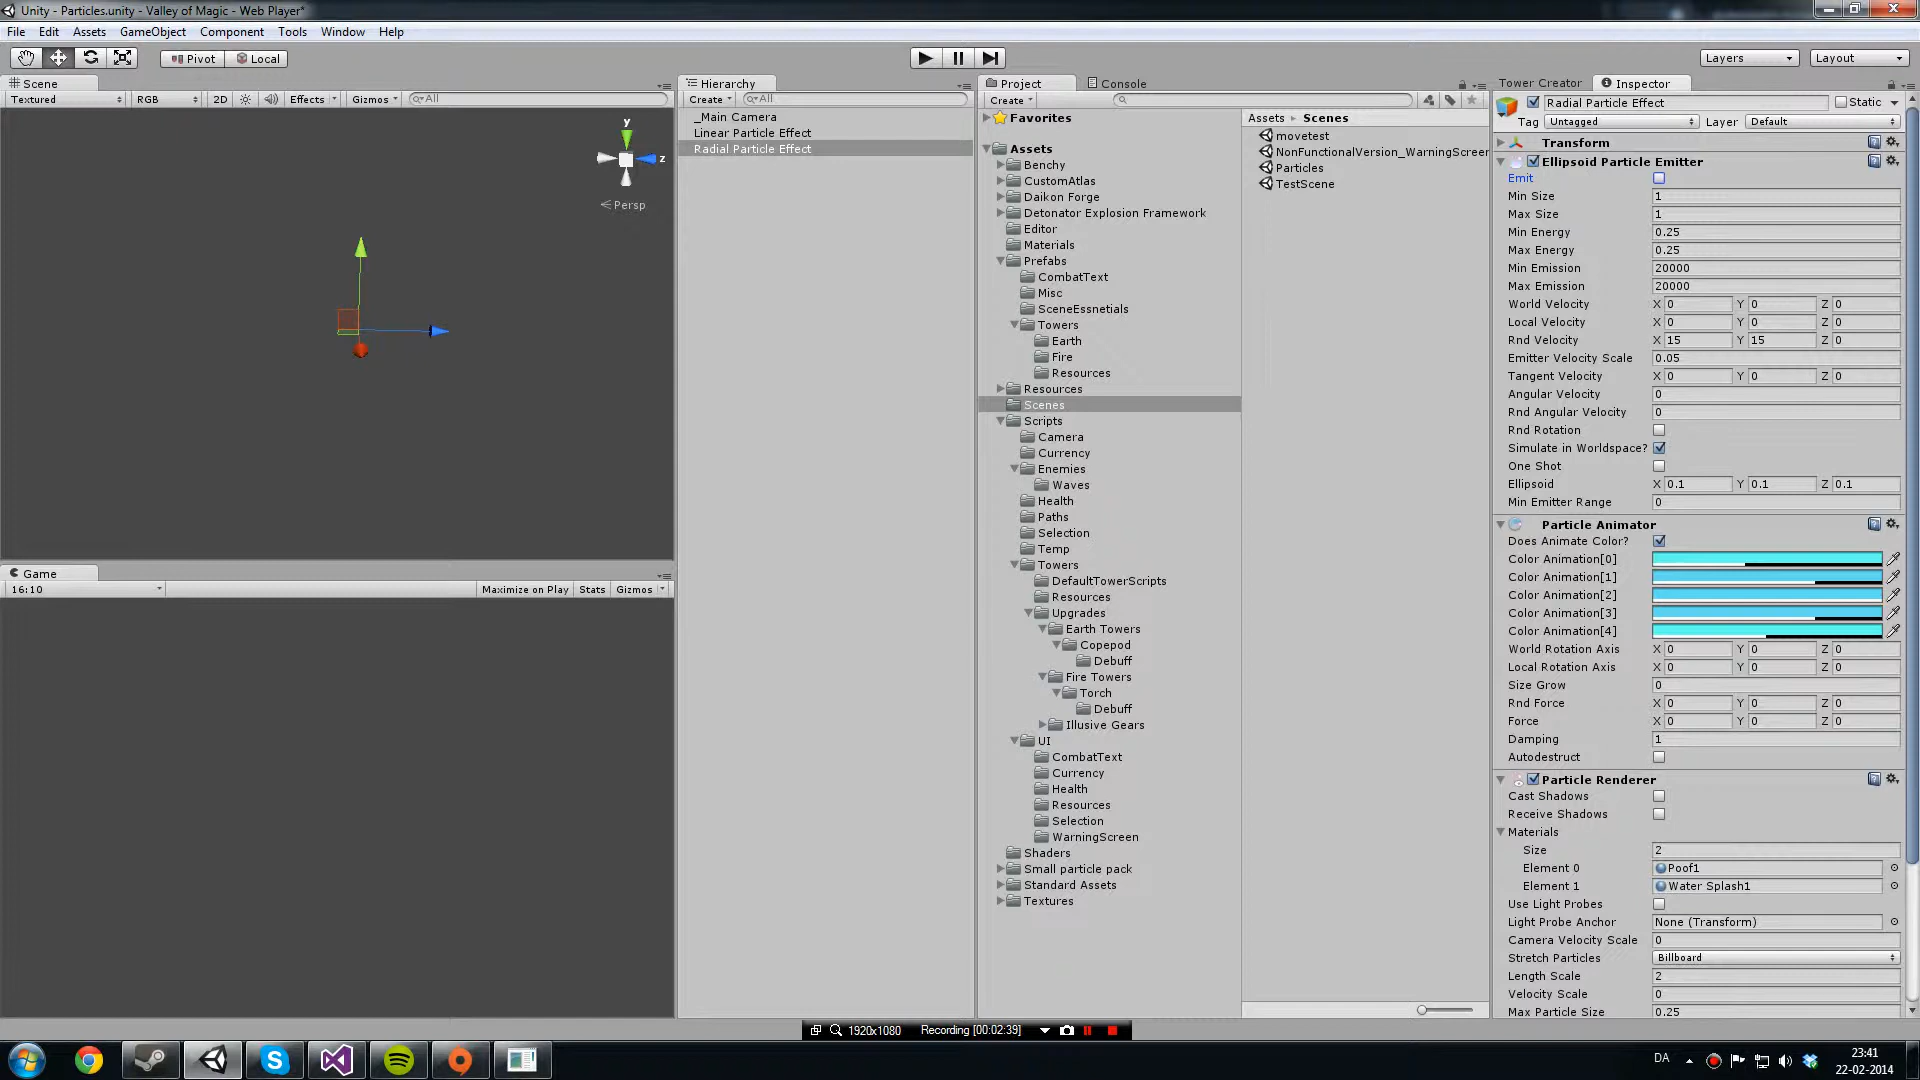 Unity - Particles.unity - Valley of Magic - Web Player*
File Edit Assets GameObject Component Tools Window Help
Pivot Local Layers Layout
Scene
Textured RGB 2D Effects Gizmos All
y
z
Persp
Game
16:10 Maximize on Play Stats Gizmos
Hierarchy
Create All
_Main Camera
Linear Particle Effect
Radial Particle Effect
Project Console
Create
Favorites
Assets
Benchy
CustomAtlas
Daikon Forge
Detonator Explosion Framework
Editor
Materials
Prefabs
CombatText
Misc
SceneEssnetials
Towers
Earth
Fire
Resources
Resources
Scenes
Scripts
Camera
Currency
Enemies
Waves
Health
Paths
Selection
Temp
Towers
DefaultTowerScripts
Resources
Upgrades
Earth Towers
Copepod
Debuff
Fire Towers
Torch
Debuff
Illusive Gears
UI
CombatText
Currency
Health
Resources
Selection
WarningScreen
Shaders
Small particle pack
Standard Assets
Textures
Assets Scenes
movetest
NonFunctionalVersion_WarningScreen
Particles
TestScene
Tower Creator Inspector
Radial Particle Effect Static
Tag Untagged Layer Default
Transform
Ellipsoid Particle Emitter
Emit
Min Size 1
Max Size 1
Min Energy 0.25
Max Energy 0.25
Min Emission 20000
Max Emission 20000
World Velocity X 0 Y 0 Z 0
Local Velocity X 0 Y 0 Z 0
Rnd Velocity X 15 Y 15 Z 0
Emitter Velocity Scale 0.05
Tangent Velocity X 0 Y 0 Z 0
Angular Velocity 0
Rnd Angular Velocity 0
Rnd Rotation
Simulate in Worldspace?
One Shot
Ellipsoid X 0.1 Y 0.1 Z 0.1
Min Emitter Range 0
Particle Animator
Does Animate Color?
Color Animation[0]
Color Animation[1]
Color Animation[2]
Color Animation[3]
Color Animation[4]
World Rotation Axis X 0 Y 0 Z 0
Local Rotation Axis X 0 Y 0 Z 0
Size Grow 0
Rnd Force X 0 Y 0 Z 0
Force X 0 Y 0 Z 0
Damping 1
Autodestruct
Particle Renderer
Cast Shadows
Receive Shadows
Materials
Size 2
Element 0 Poof1
Element 1 Water Splash1
Use Light Probes
Light Probe Anchor None (Transform)
Camera Velocity Scale 0
Stretch Particles Billboard
Length Scale 2
Velocity Scale 0
Max Particle Size 0.25
1920x1080 Recording [00:02:39]
DA 23:41
22-02-2014